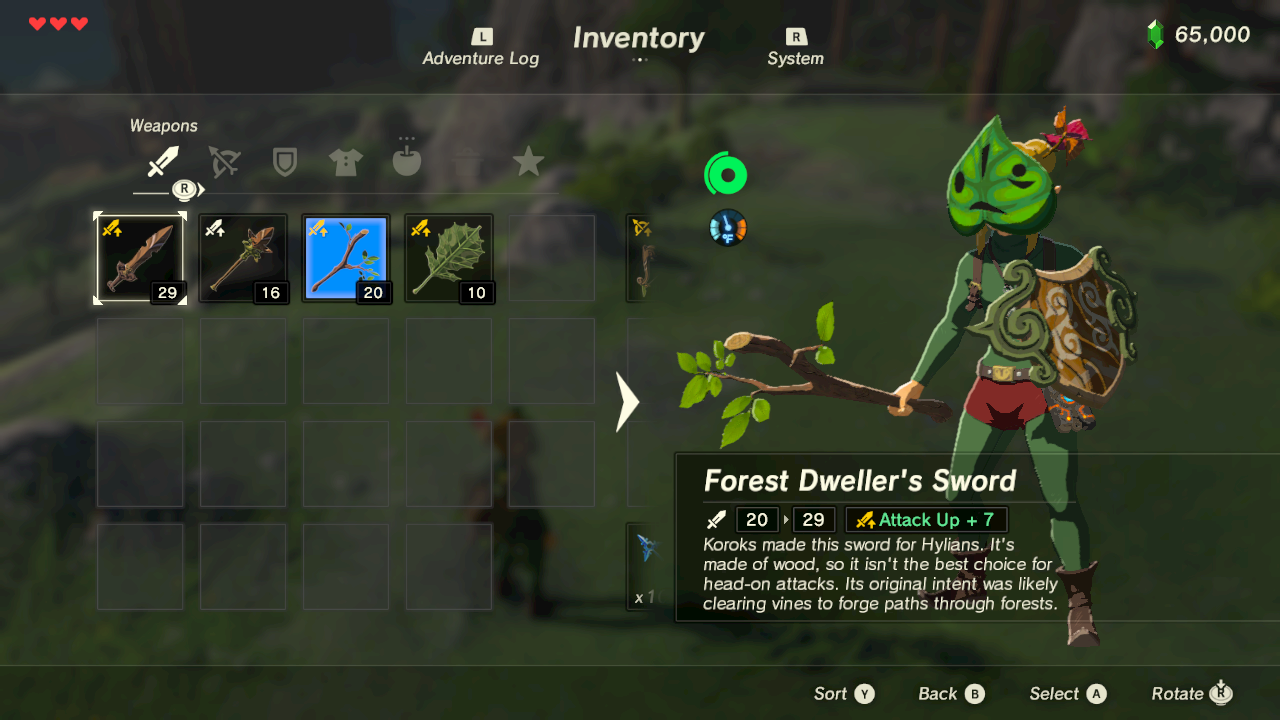 L
Inventory
R
65,000
Adventure Log
System
Weapons
R
29
16
20
10
°F
x 1
Forest Dweller's Sword
20 29 Attack Up + 7
Koroks made this sword for Hylians. It's
made of wood, so it isn't the best choice for
head-on attacks. Its original intent was likely
clearing vines to forge paths through forests.
Sort Y Back B Select A Rotate R